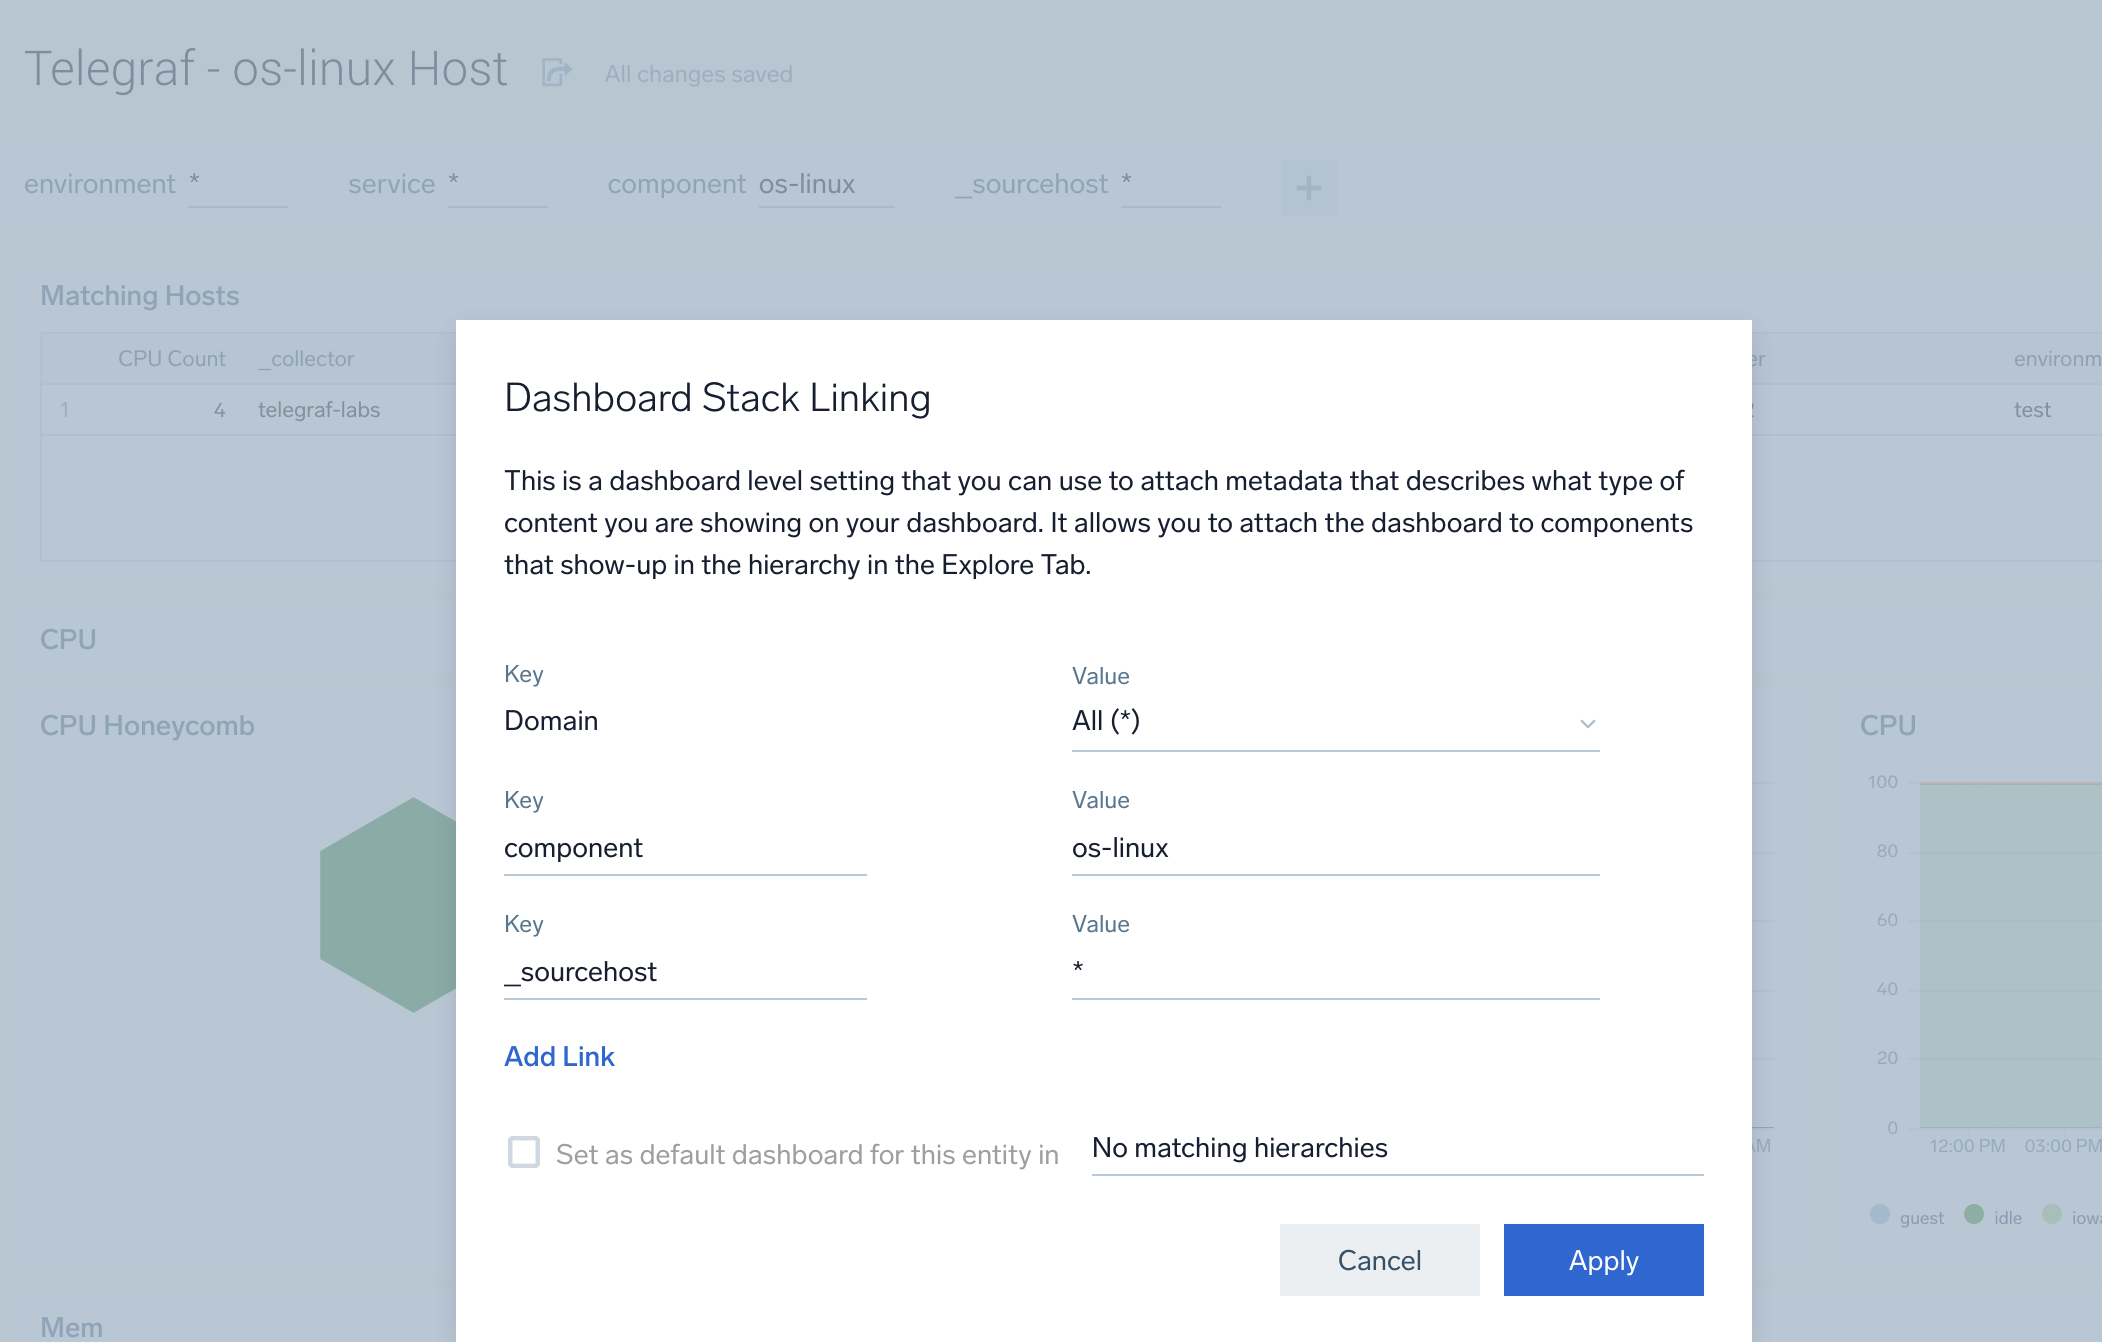 Telegraf - os-linux Host All changes saved
environment * service * component os-linux _sourcehost * +
Matching Hosts
CPU Count _collector er environm
1 4 telegraf-labs 2 test
Dashboard Stack Linking
This is a dashboard level setting that you can use to attach metadata that describes what type of
content you are showing on your dashboard. It allows you to attach the dashboard to components
that show-up in the hierarchy in the Explore Tab.
CPU
Key Value
Domain All (*)
CPU Honeycomb CPU
100
Key Value
component os-linux
80
Key Value
60
_sourcehost *
40
Add Link
20
0
Set as default dashboard for this entity in No matching hierarchies
AM 12:00 PM 03:00 PM
guest idle iowa
Cancel Apply
Mem